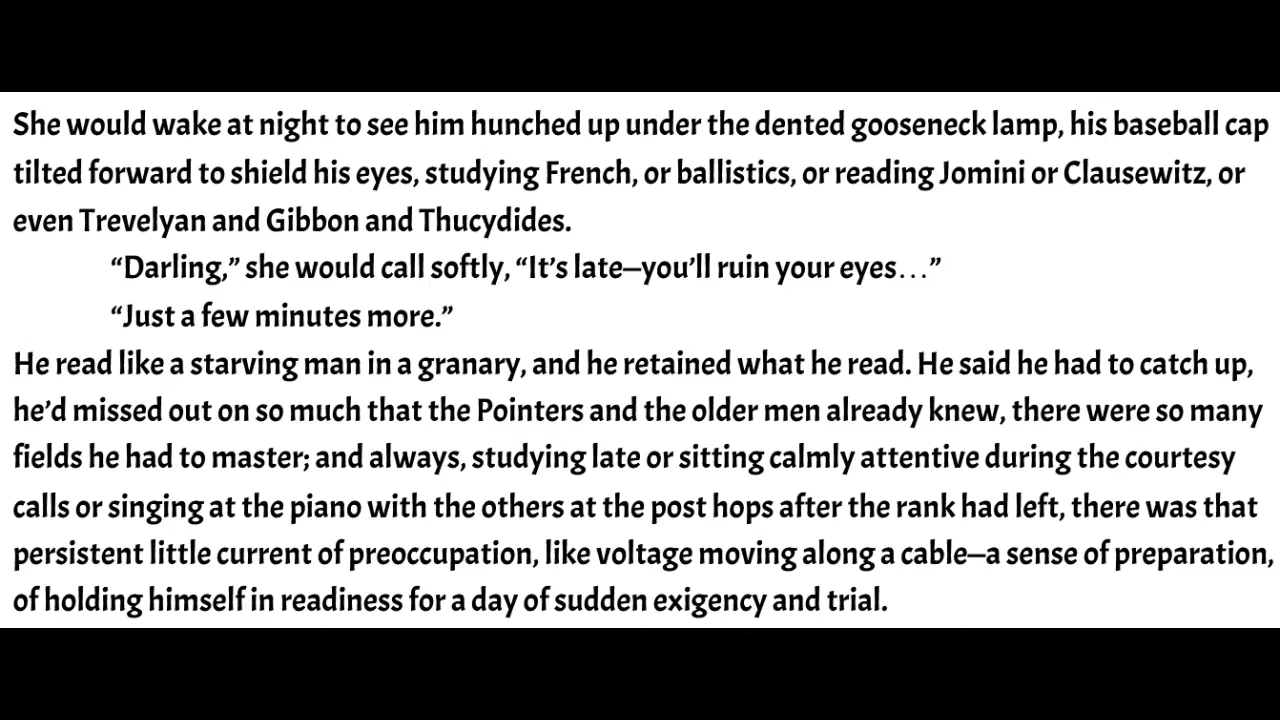 She would wake at night to see him hunched up under the dented gooseneck lamp, his baseball cap
tilted forward to shield his eyes, studying French, or ballistics, or reading Jomini or Clausewitz, or
even Trevelyan and Gibbon and Thucydides.
“Darling,” she would call softly, “It’s late—you’ll ruin your eyes…”
“Just a few minutes more.”
He read like a starving man in a granary, and he retained what he read. He said he had to catch up,
he’d missed out on so much that the Pointers and the older men already knew, there were so many
fields he had to master; and always, studying late or sitting calmly attentive during the courtesy
calls or singing at the piano with the others at the post hops after the rank had left, there was that
persistent little current of preoccupation, like voltage moving along a cable—a sense of preparation,
of holding himself in readiness for a day of sudden exigency and trial.